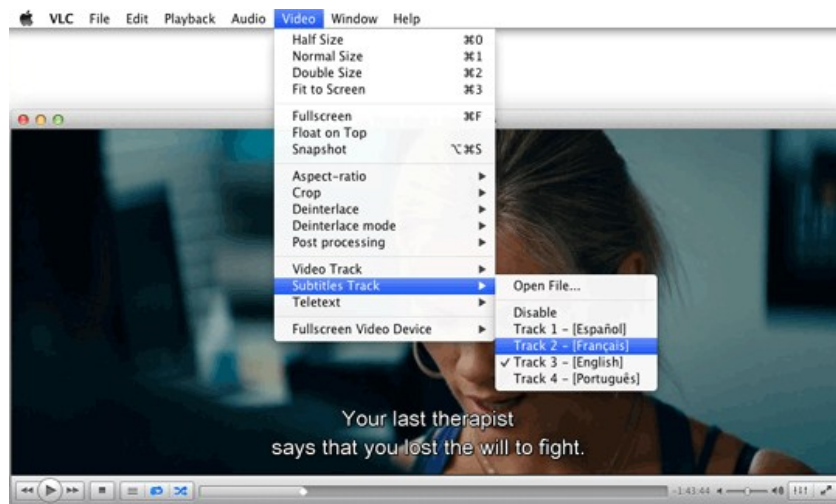 VLC File Edit Playback Audio Video Window Help
Half Size ⌘0
Normal Size ⌘1
Double Size ⌘2
Fit to Screen ⌘3
Fullscreen ⌘F
Float on Top
Snapshot ⌥⌘S
Aspect-ratio
Crop
Deinterlace
Deinterlace mode
Post processing
Video Track
Subtitles Track
Teletext
Fullscreen Video Device
Open File...
Disable
Track 1 - [Español]
Track 2 - [Français]
✓ Track 3 - [English]
Track 4 - [Português]
Your last therapist
says that you lost the will to fight.
-1:43:44